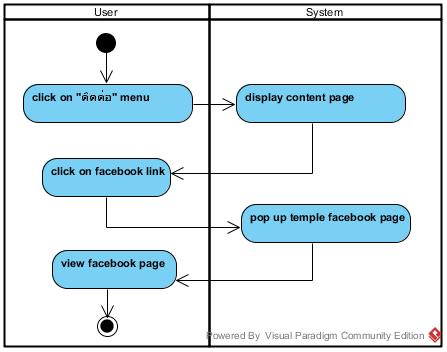 User
System
click on "ติดต่อ" menu
display content page
click on facebook link
pop up temple facebook page
view facebook page
Powered By Visual Paradigm Community Edition